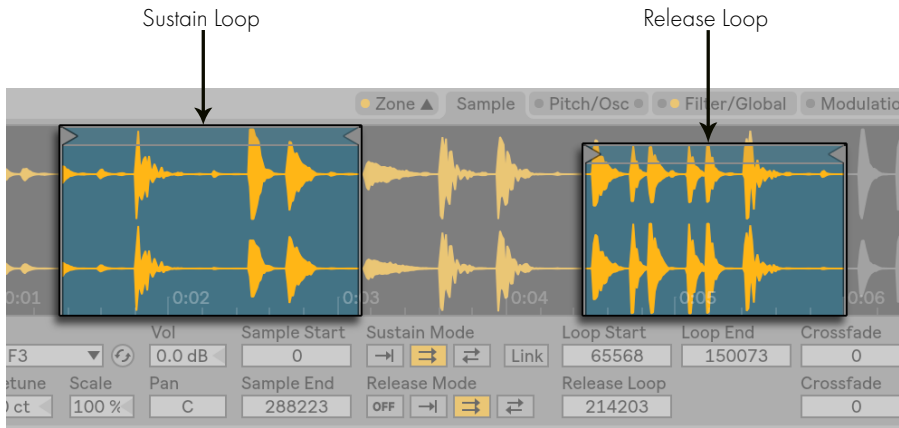 Sustain Loop Release Loop
Zone Sample Pitch/Osc Filter/Global Modulatio
0:01 0:02 0:03 0:04 0:05 0:06
Vol Sample Start Sustain Mode Loop Start Loop End Crossfade
F3 0.0 dB 0 Link 65568 150073 0
etune Scale Pan Sample End Release Mode Release Loop Crossfade
0 ct 100 % C 288223 OFF 214203 0